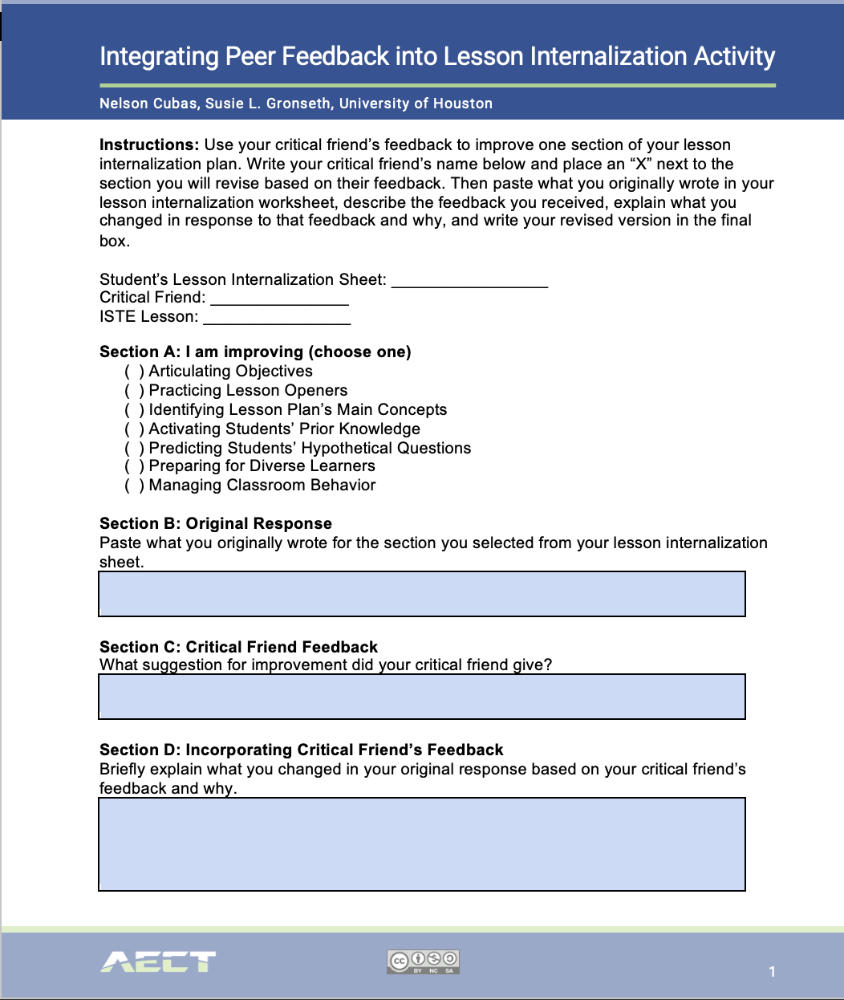 Integrating Peer Feedback into Lesson Internalization Activity
Nelson Cubas, Susie L. Gronseth, University of Houston
Instructions: Use your critical friend’s feedback to improve one section of your lesson
internalization plan. Write your critical friend’s name below and place an “X” next to the
section you will revise based on their feedback. Then paste what you originally wrote in your
lesson internalization worksheet, describe the feedback you received, explain what you
changed in response to that feedback and why, and write your revised version in the final
box.
Student’s Lesson Internalization Sheet: __________________
Critical Friend: ________________
ISTE Lesson: _________________
Section A: I am improving (choose one)
( ) Articulating Objectives
( ) Practicing Lesson Openers
( ) Identifying Lesson Plan’s Main Concepts
( ) Activating Students’ Prior Knowledge
( ) Predicting Students’ Hypothetical Questions
( ) Preparing for Diverse Learners
( ) Managing Classroom Behavior
Section B: Original Response
Paste what you originally wrote for the section you selected from your lesson internalization
sheet.
Section C: Critical Friend Feedback
What suggestion for improvement did your critical friend give?
Section D: Incorporating Critical Friend’s Feedback
Briefly explain what you changed in your original response based on your critical friend’s
feedback and why.
AECT
cc BY NC SA
1